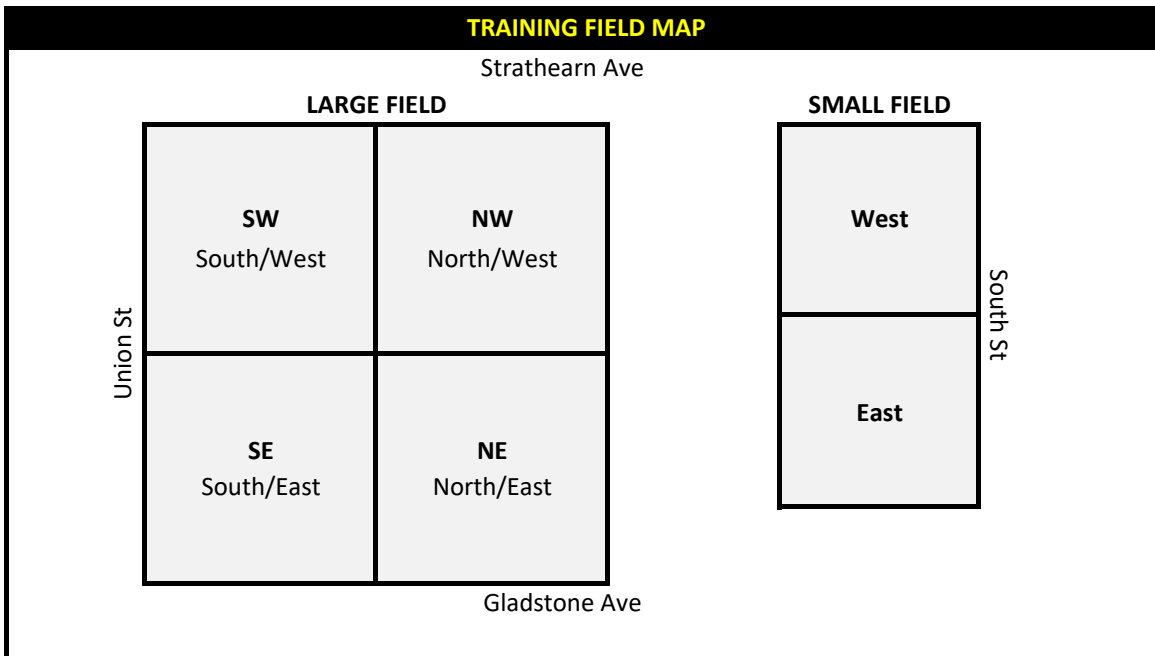 TRAINING FIELD MAP
Strathearn Ave
LARGE FIELD
SMALL FIELD
SW
South/West
NW
North/West
West
Union St
South St
SE
South/East
NE
North/East
East
Gladstone Ave